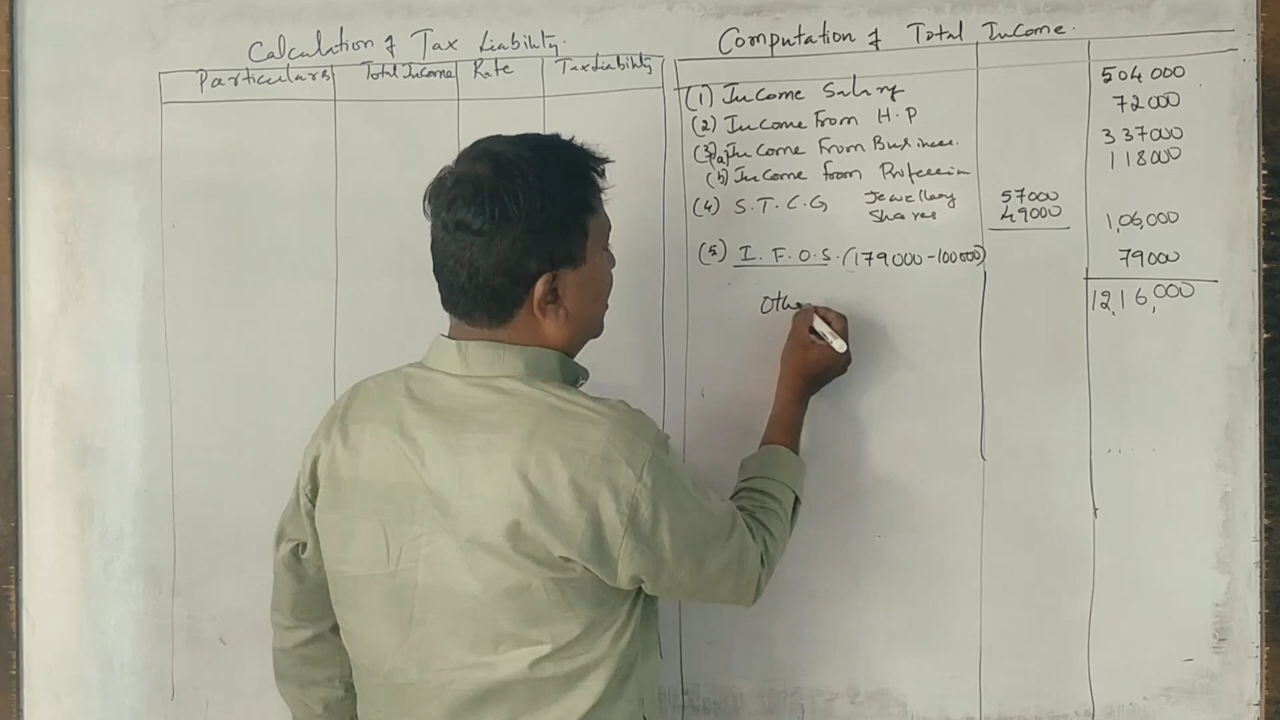 Calculation of Tax Liability.
Particulars Total Income Rate Tax Liability
Computation of Total Income.
(1) Income Salary 504000
(2) Income From H.P 72000
(3)(a) Income From Business. 337000
(b) Income from Profession 118000
(4) S.T.C.G Jewellery 57000
Shares 49000 1,06,000
(5) I.F.O.S. (179000-100000) 79000
12,16,000
Othe